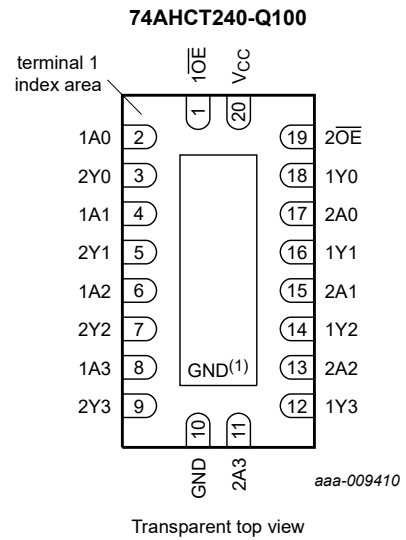 74AHCT240-Q100
terminal 1
index area
1O̅E̅
VCC
1
20
1A0 2
19 2O̅E̅
2Y0 3
18 1Y0
1A1 4
17 2A0
2Y1 5
16 1Y1
1A2 6
15 2A1
2Y2 7
14 1Y2
1A3 8
GND(1)
13 2A2
2Y3 9
12 1Y3
10
11
GND
2A3
aaa-009410
Transparent top view